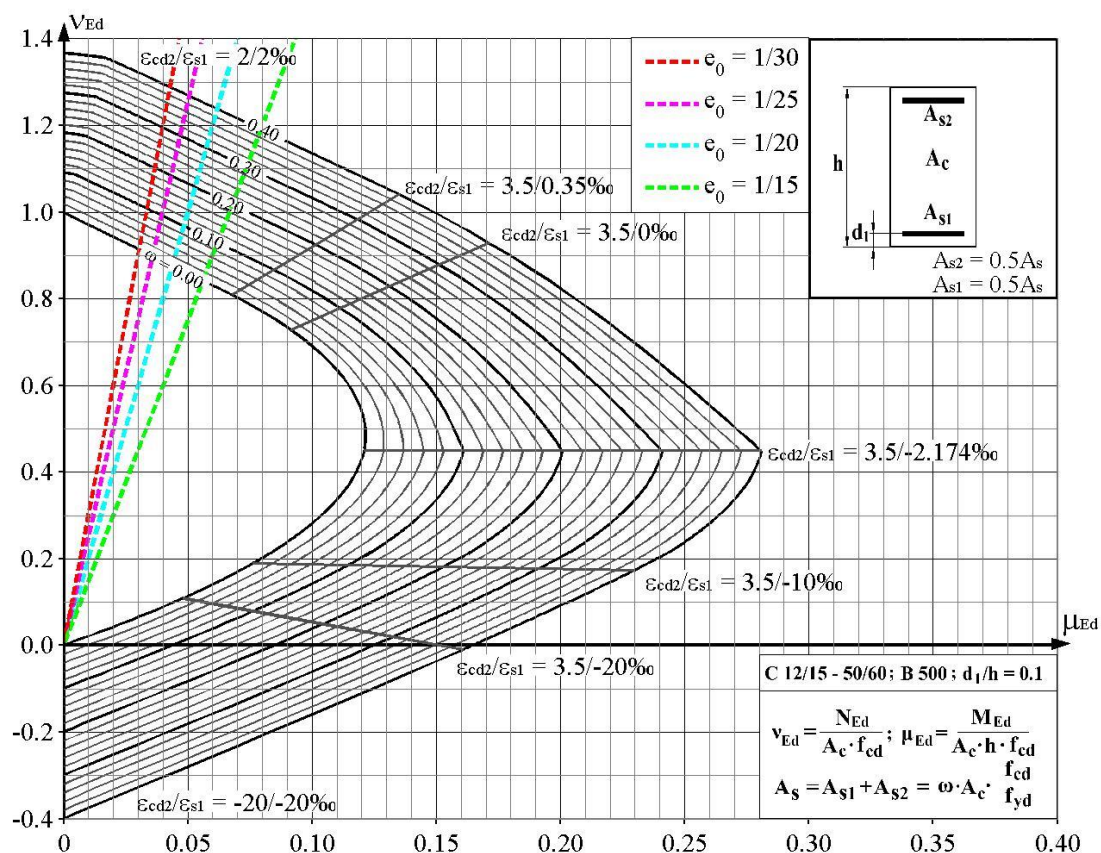 νEd
1.4
1.2
1.0
0.8
0.6
0.4
0.2
0.0
-0.2
-0.4
0
0.05
0.10
0.15
0.20
0.25
0.30
0.35
0.40
μEd
εcd2/εs1 = 2/2‰
0.40
0.20
0.20
0.10
ω = 0.00
εcd2/εs1 = 3.5/0.35‰
εcd2/εs1 = 3.5/0‰
εcd2/εs1 = 3.5/-2.174‰
εcd2/εs1 = 3.5/-10‰
εcd2/εs1 = 3.5/-20‰
εcd2/εs1 = -20/-20‰
e0 = 1/30
e0 = 1/25
e0 = 1/20
e0 = 1/15
AS2
h
Ac
AS1
d1
As2 = 0.5As
As1 = 0.5As
C 12/15 - 50/60; B 500 ; d1/h = 0.1
νEd = NEd / Ac · fcd ; μEd = MEd / Ac · h · fcd
AS = AS1 + AS2 = ω · Ac · fcd / fyd